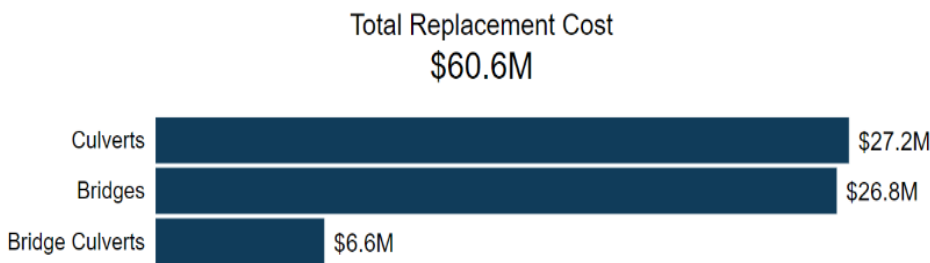 Total Replacement Cost
$60.6M
Culverts $27.2M
Bridges $26.8M
Bridge Culverts $6.6M